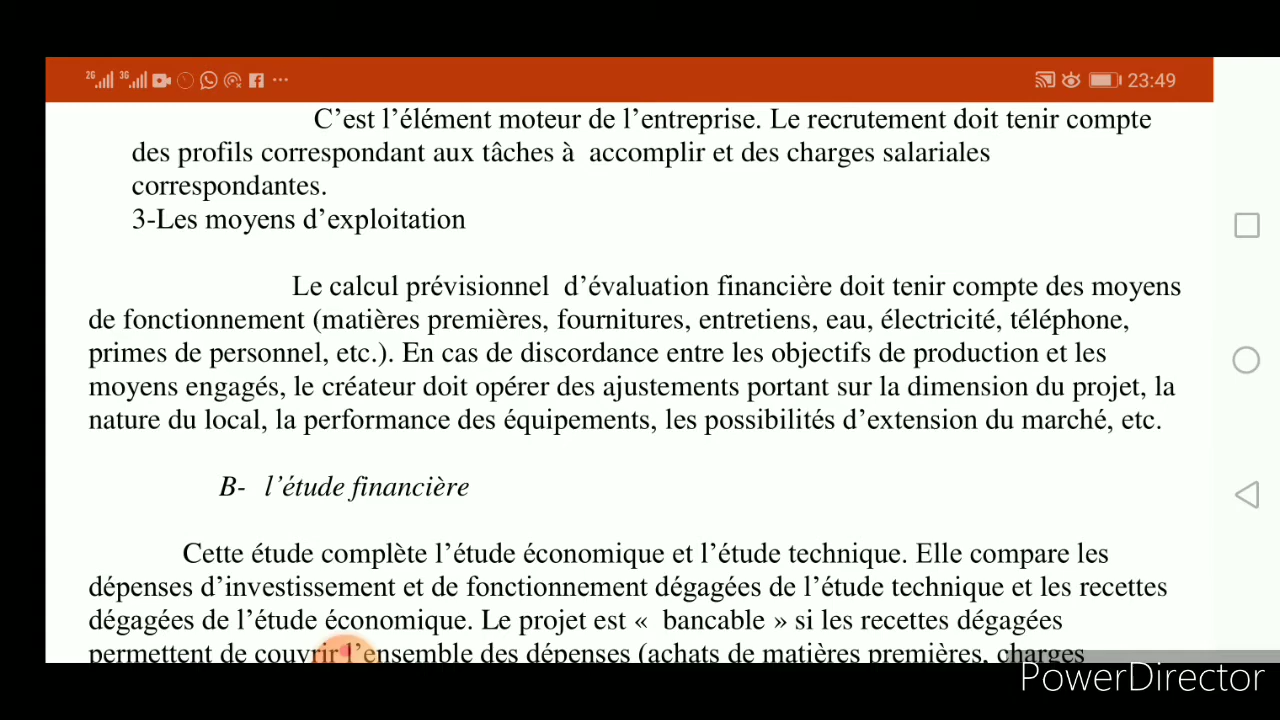 2G 3G 23:49
C’est l’élément moteur de l’entreprise. Le recrutement doit tenir compte
des profils correspondant aux tâches à accomplir et des charges salariales
correspondantes.
3-Les moyens d’exploitation
Le calcul prévisionnel d’évaluation financière doit tenir compte des moyens
de fonctionnement (matières premières, fournitures, entretiens, eau, électricité, téléphone,
primes de personnel, etc.). En cas de discordance entre les objectifs de production et les
moyens engagés, le créateur doit opérer des ajustements portant sur la dimension du projet, la
nature du local, la performance des équipements, les possibilités d’extension du marché, etc.
B- l’étude financière
Cette étude complète l’étude économique et l’étude technique. Elle compare les
dépenses d’investissement et de fonctionnement dégagées de l’étude technique et les recettes
dégagées de l’étude économique. Le projet est « bancable » si les recettes dégagées
permettent de couvrir l’ensemble des dépenses (achats de matières premières, charges
PowerDirector